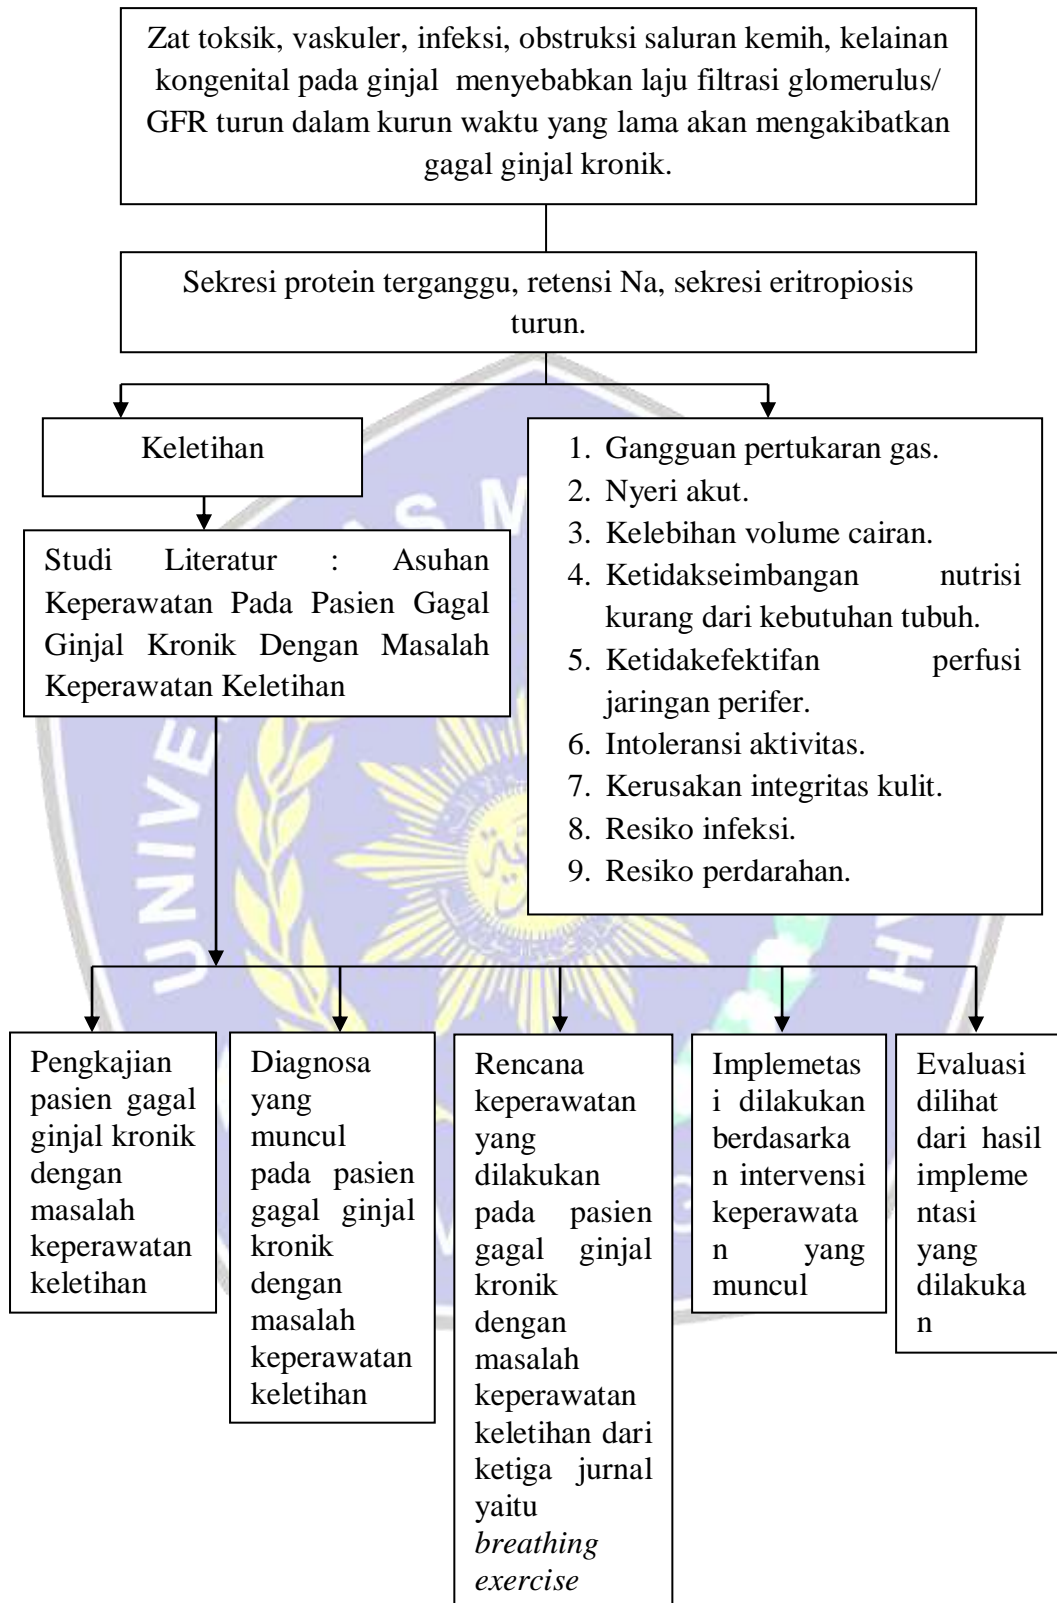 Zat toksik, vaskuler, infeksi, obstruksi saluran kemih, kelainan
kongenital pada ginjal menyebabkan laju filtrasi glomerulus/
GFR turun dalam kurun waktu yang lama akan mengakibatkan
gagal ginjal kronik.
Sekresi protein terganggu, retensi Na, sekresi eritropiosis
turun.
Keletihan
Studi Literatur : Asuhan
Keperawatan Pada Pasien Gagal
Ginjal Kronik Dengan Masalah
Keperawatan Keletihan
1. Gangguan pertukaran gas.
2. Nyeri akut.
3. Kelebihan volume cairan.
4. Ketidakseimbangan nutrisi
kurang dari kebutuhan tubuh.
5. Ketidakefektifan perfusi
jaringan perifer.
6. Intoleransi aktivitas.
7. Kerusakan integritas kulit.
8. Resiko infeksi.
9. Resiko perdarahan.
Pengkajian
pasien gagal
ginjal kronik
dengan
masalah
keperawatan
keletihan
Diagnosa
yang
muncul
pada pasien
gagal ginjal
kronik
dengan
masalah
keperawatan
keletihan
Rencana
keperawatan
yang
dilakukan
pada pasien
gagal ginjal
kronik
dengan
masalah
keperawatan
keletihan dari
ketiga jurnal
yaitu
breathing
exercise
Implemetas
i dilakukan
berdasarka
n intervensi
keperawata
n yang
muncul
Evaluasi
dilihat
dari hasil
impleme
ntasi
yang
dilakuka
n